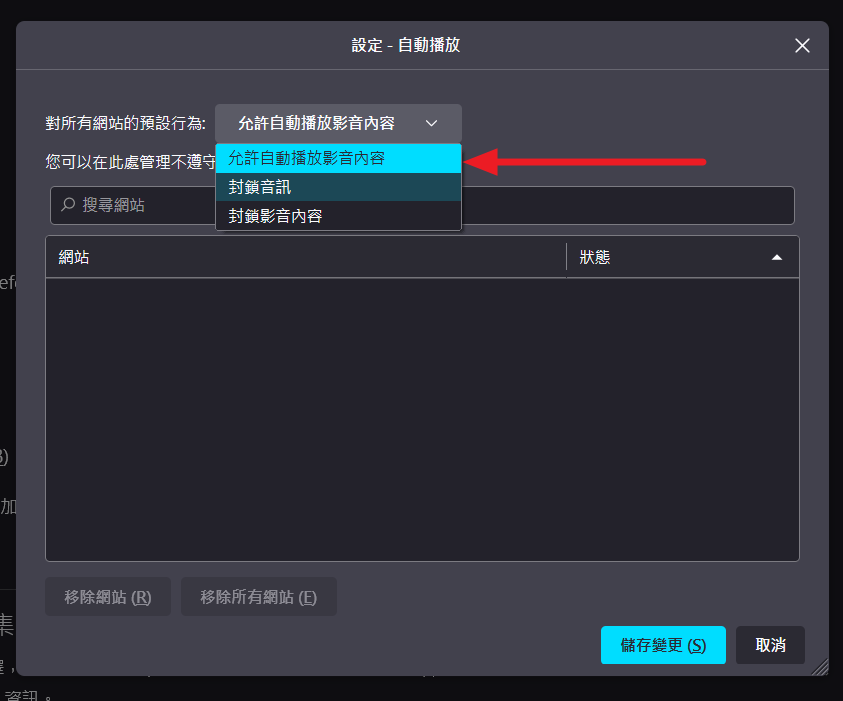 設定 - 自動播放
對所有網站的預設行為: 允許自動播放影音內容
您可以在此處管理不遵守
允許自動播放影音內容
封鎖音訊
封鎖影音內容
搜尋網站
網站 狀態
移除網站 (R) 移除所有網站 (E)
儲存變更 (S) 取消
加
集
資訊。